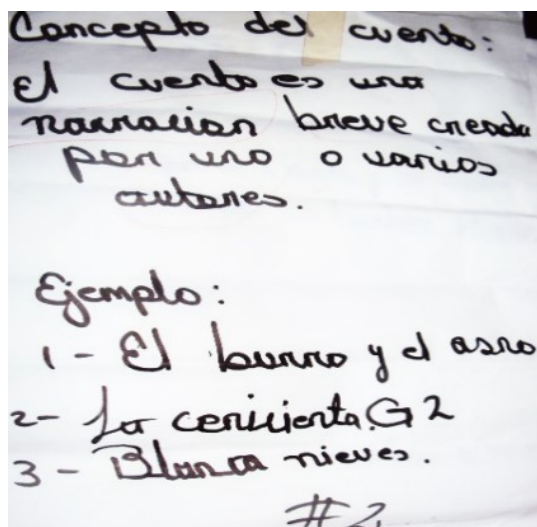 Concepto del cuento:
El cuento es una
narracion breve creada
por uno o varios
autores.
Ejemplo:
1- El burro y el asno
2- La cenicienta. G2
3- Blanca nieves.
#2